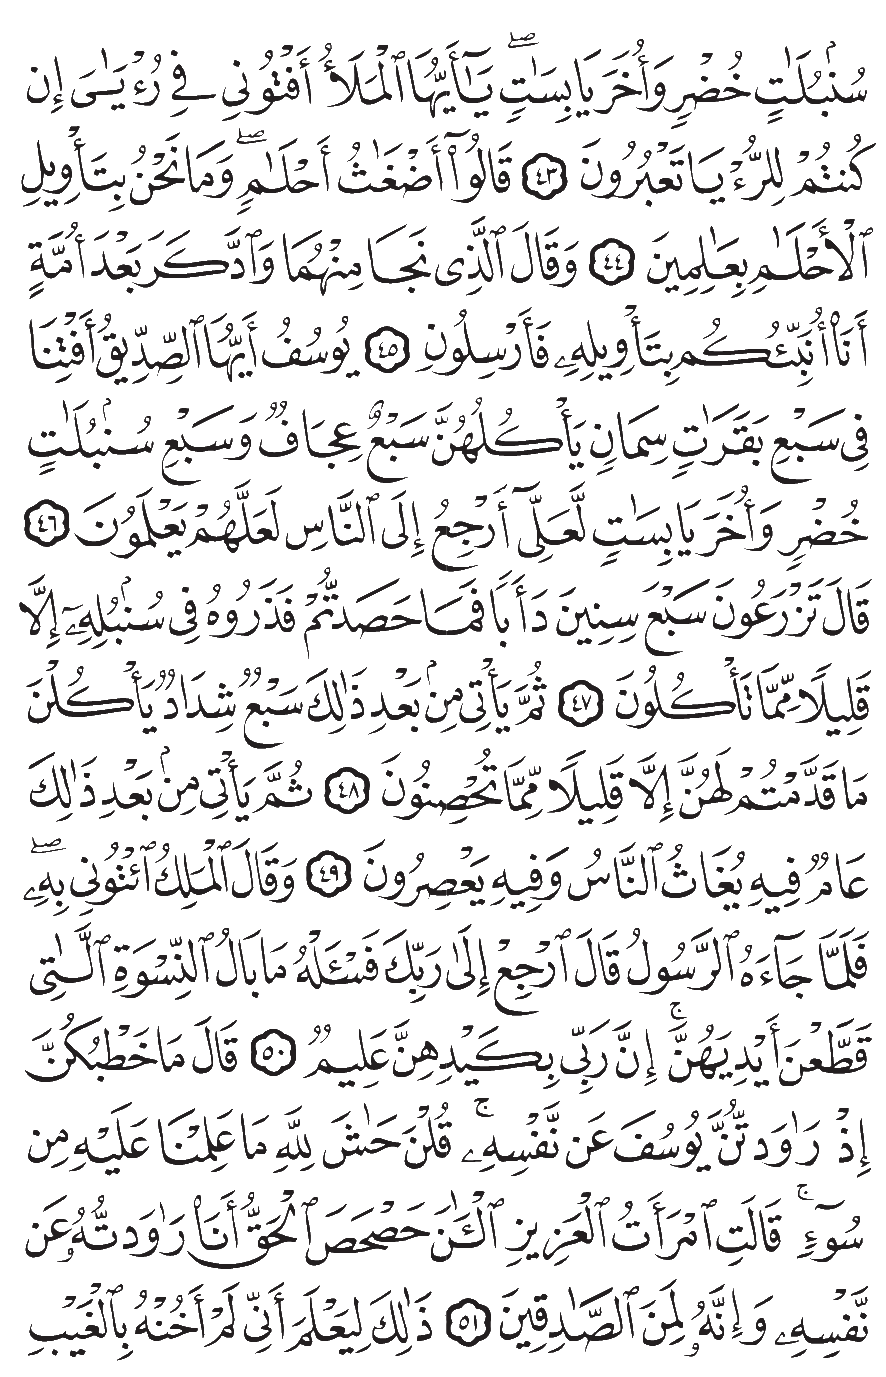 سُنۢبُلَٰتٍ خُضْرٍ وَأُخَرَ يَابِسَٰتٍۖ يَٰٓأَيُّهَا ٱلْمَلَأُ أَفْتُونِى فِى رُءْيَٰىَ إِن
كُنتُمْ لِلرُّءْيَا تَعْبُرُونَ ٤٣ قَالُوٓا۟ أَضْغَٰثُ أَحْلَٰمٍۖ وَمَا نَحْنُ بِتَأْوِيلِ
ٱلْأَحْلَٰمِ بِعَٰلِمِينَ ٤٤ وَقَالَ ٱلَّذِى نَجَا مِنْهُمَا وَٱدَّكَرَ بَعْدَ أُمَّةٍ
أَنَا۠ أُنَبِّئُكُم بِتَأْوِيلِهِۦ فَأَرْسِلُونِ ٤٥ يُوسُفُ أَيُّهَا ٱلصِّدِّيقُ أَفْتِنَا
فِى سَبْعِ بَقَرَٰتٍ سِمَانٍ يَأْكُلُهُنَّ سَبْعٌ عِجَافٌ وَسَبْعِ سُنۢبُلَٰتٍ
خُضْرٍ وَأُخَرَ يَابِسَٰتٍ لَّعَلِّىٓ أَرْجِعُ إِلَى ٱلنَّاسِ لَعَلَّهُمْ يَعْلَمُونَ ٤٦
قَالَ تَزْرَعُونَ سَبْعَ سِنِينَ دَأَبًا فَمَا حَصَدتُّمْ فَذَرُوهُ فِى سُنۢبُلِهِۦٓ إِلَّا
قَلِيلًا مِّمَّا تَأْكُلُونَ ٤٧ ثُمَّ يَأْتِى مِنۢ بَعْدِ ذَٰلِكَ سَبْعٌ شِدَادٌ يَأْكُلْنَ
مَا قَدَّمْتُمْ لَهُنَّ إِلَّا قَلِيلًا مِّمَّا تُحْصِنُونَ ٤٨ ثُمَّ يَأْتِى مِنۢ بَعْدِ ذَٰلِكَ
عَامٌ فِيهِ يُغَاثُ ٱلنَّاسُ وَفِيهِ يَعْصِرُونَ ٤٩ وَقَالَ ٱلْمَلِكُ ٱئْتُونِى بِهِۦۖ
فَلَمَّا جَآءَهُ ٱلرَّسُولُ قَالَ ٱرْجِعْ إِلَىٰ رَبِّكَ فَسْـَٔلْهُ مَا بَالُ ٱلنِّسْوَةِ ٱلَّٰتِى
قَطَّعْنَ أَيْدِيَهُنَّۚ إِنَّ رَبِّى بِكَيْدِهِنَّ عَلِيمٌ ٥٠ قَالَ مَا خَطْبُكُنَّ
إِذْ رَٰوَدتُّنَّ يُوسُفَ عَن نَّفْسِهِۦۚ قُلْنَ حَٰشَ لِلَّهِ مَا عَلِمْنَا عَلَيْهِ مِن
سُوٓءٍۚ قَالَتِ ٱمْرَأَتُ ٱلْعَزِيزِ ٱلْـَٰٔنَ حَصْحَصَ ٱلْحَقُّ أَنَا۠ رَٰوَدتُّهُۥ عَن
نَّفْسِهِۦ وَإِنَّهُۥ لَمِنَ ٱلصَّٰدِقِينَ ٥١ ذَٰلِكَ لِيَعْلَمَ أَنِّى لَمْ أَخُنْهُ بِٱلْغَيْبِ